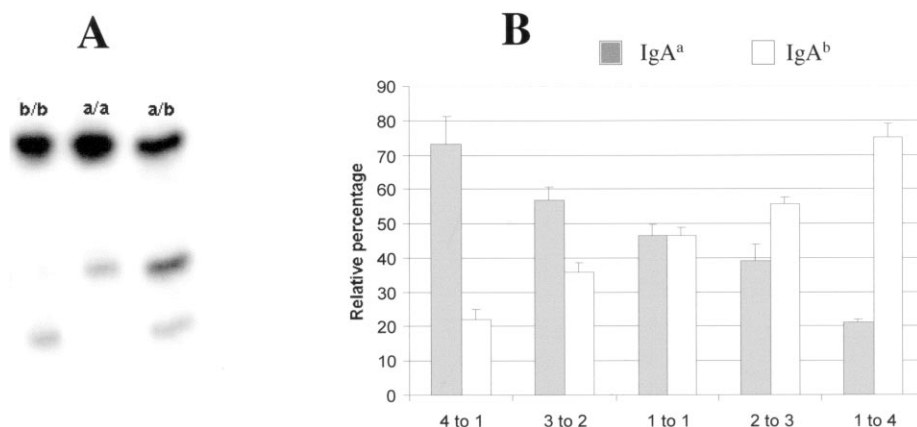 A
b/b a/a a/b
B
IgAᵃ IgAᵇ
Relative percentage
90
80
70
60
50
40
30
20
10
0
4 to 1 3 to 2 1 to 1 2 to 3 1 to 4